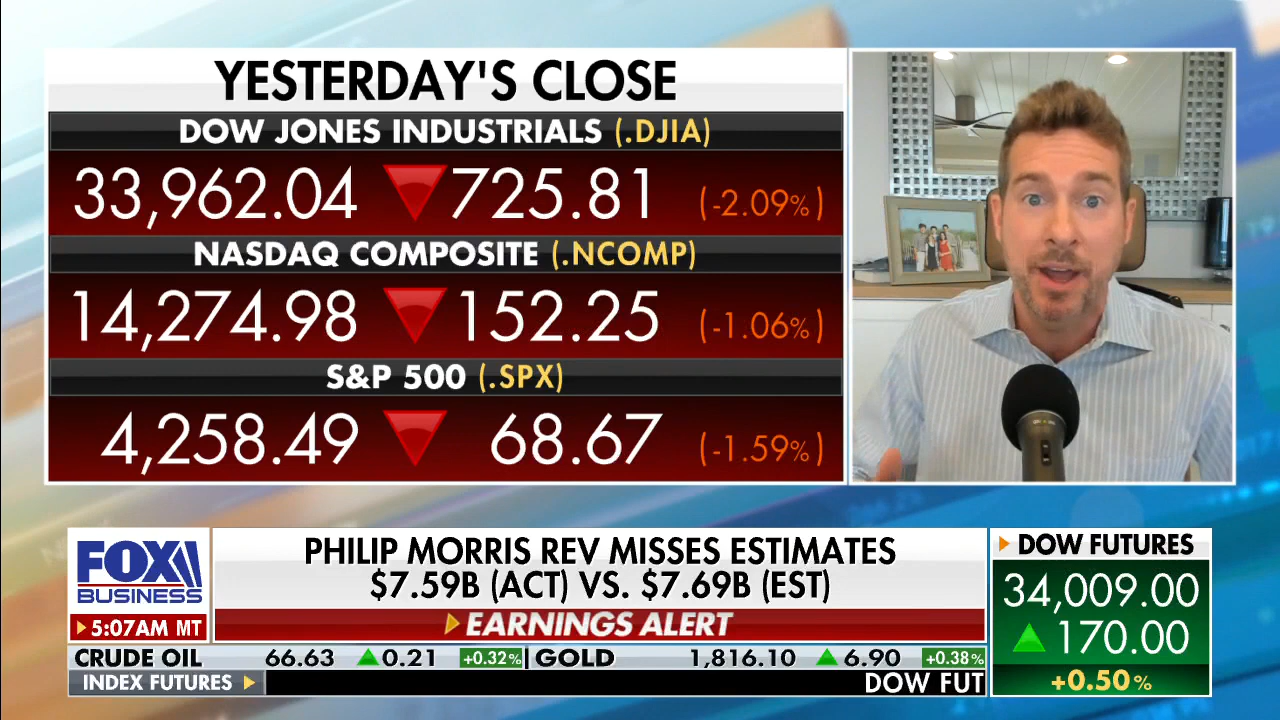 YESTERDAY'S CLOSE
DOW JONES INDUSTRIALS (.DJIA)
33,962.04 ▼ 725.81 (-2.09%)
NASDAQ COMPOSITE (.NCOMP)
14,274.98 ▼ 152.25 (-1.06%)
S&P 500 (.SPX)
4,258.49 ▼ 68.67 (-1.59%)
FOX
BUSINESS
5:07AM MT
PHILIP MORRIS REV MISSES ESTIMATES
$7.59B (ACT) VS. $7.69B (EST)
EARNINGS ALERT
DOW FUTURES
34,009.00
▲ 170.00
+0.50%
CRUDE OIL 66.63 ▲ 0.21 +0.32% GOLD 1,816.10 ▲ 6.90 +0.38%
INDEX FUTURES DOW FUT